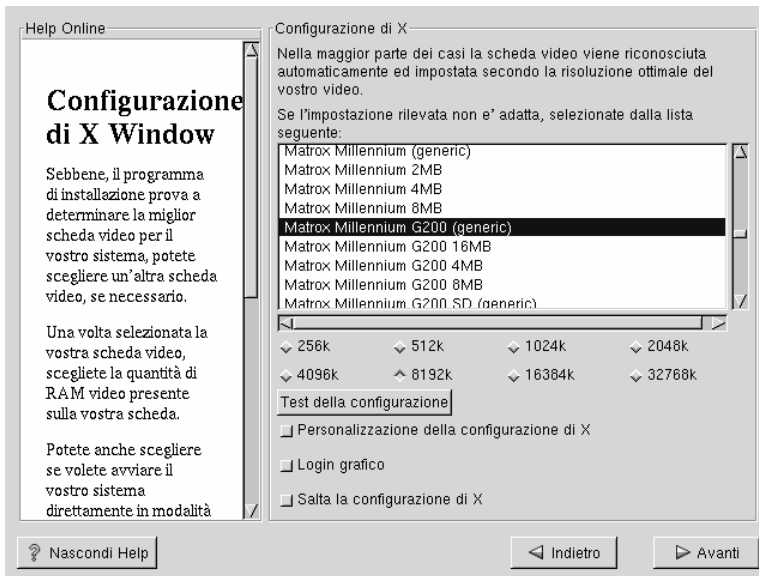 Help Online
Configurazione
di X Window
Sebbene, il programma
di installazione prova a
determinare la miglior
scheda video per il
vostro sistema, potete
scegliere un'altra scheda
video, se necessario.
Una volta selezionata la
vostra scheda video,
scegliete la quantità di
RAM video presente
sulla vostra scheda.
Potete anche scegliere
se volete avviare il
vostro sistema
direttamente in modalità
Configurazione di X
Nella maggior parte dei casi la scheda video viene riconosciuta
automaticamente ed impostata secondo la risoluzione ottimale del
vostro video.
Se l'impostazione rilevata non e' adatta, selezionate dalla lista
seguente:
Matrox Millennium (generic)
Matrox Millennium 2MB
Matrox Millennium 4MB
Matrox Millennium 8MB
Matrox Millennium G200 (generic)
Matrox Millennium G200 16MB
Matrox Millennium G200 4MB
Matrox Millennium G200 8MB
Matrox Millennium G200 SD (generic)
256k 512k 1024k 2048k
4096k 8192k 16384k 32768k
Test della configurazione
Personalizzazione della configurazione di X
Login grafico
Salta la configurazione di X
Nascondi Help
Indietro
Avanti